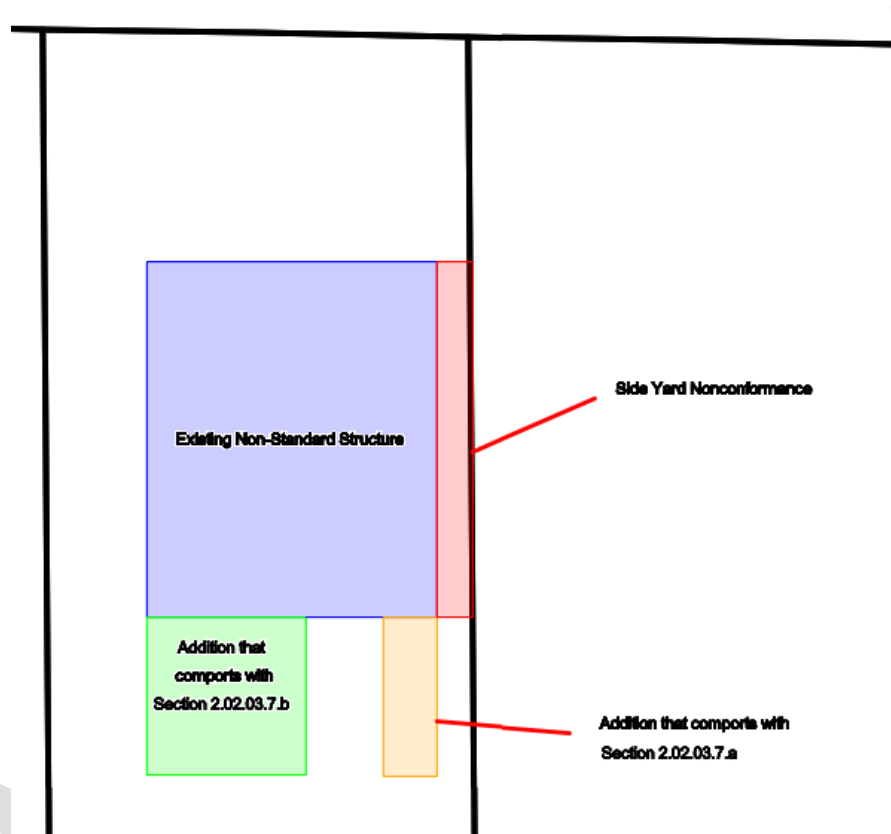 Side Yard Nonconformance
Existing Non-Standard Structure
Addition that
comports with
Section 2.02.03.7.b
Addition that comports with
Section 2.02.03.7.a